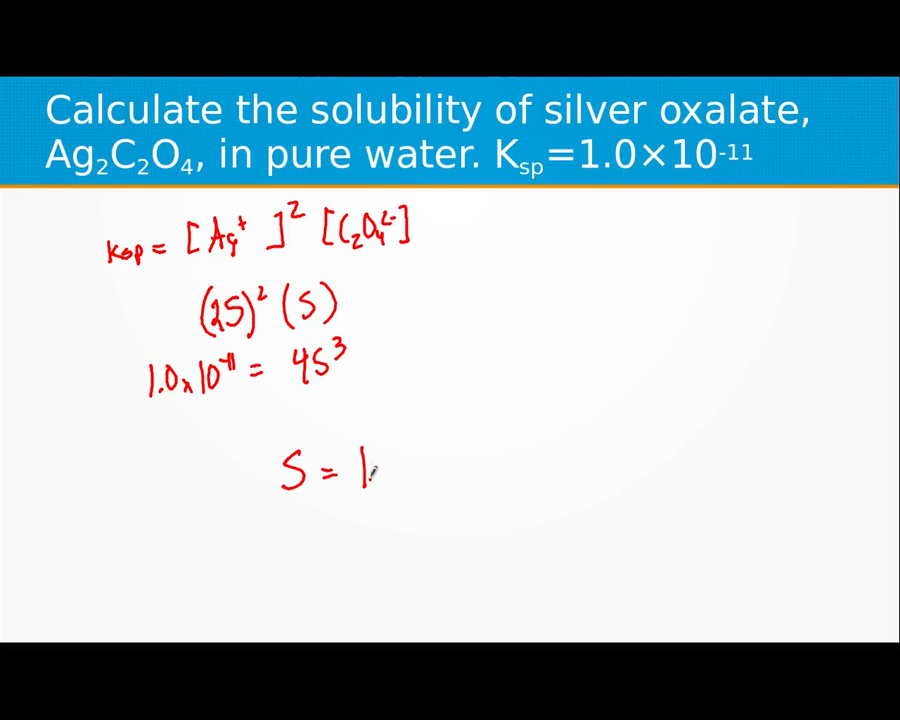 Calculate the solubility of silver oxalate,
Ag₂C₂O₄, in pure water. Kₛₚ=1.0×10⁻¹¹
Ksp = [Ag⁺ ]² [C₂O₄²⁻]
(2S)² (S)
1.0x10⁻¹¹ = 4S³
S = 1.